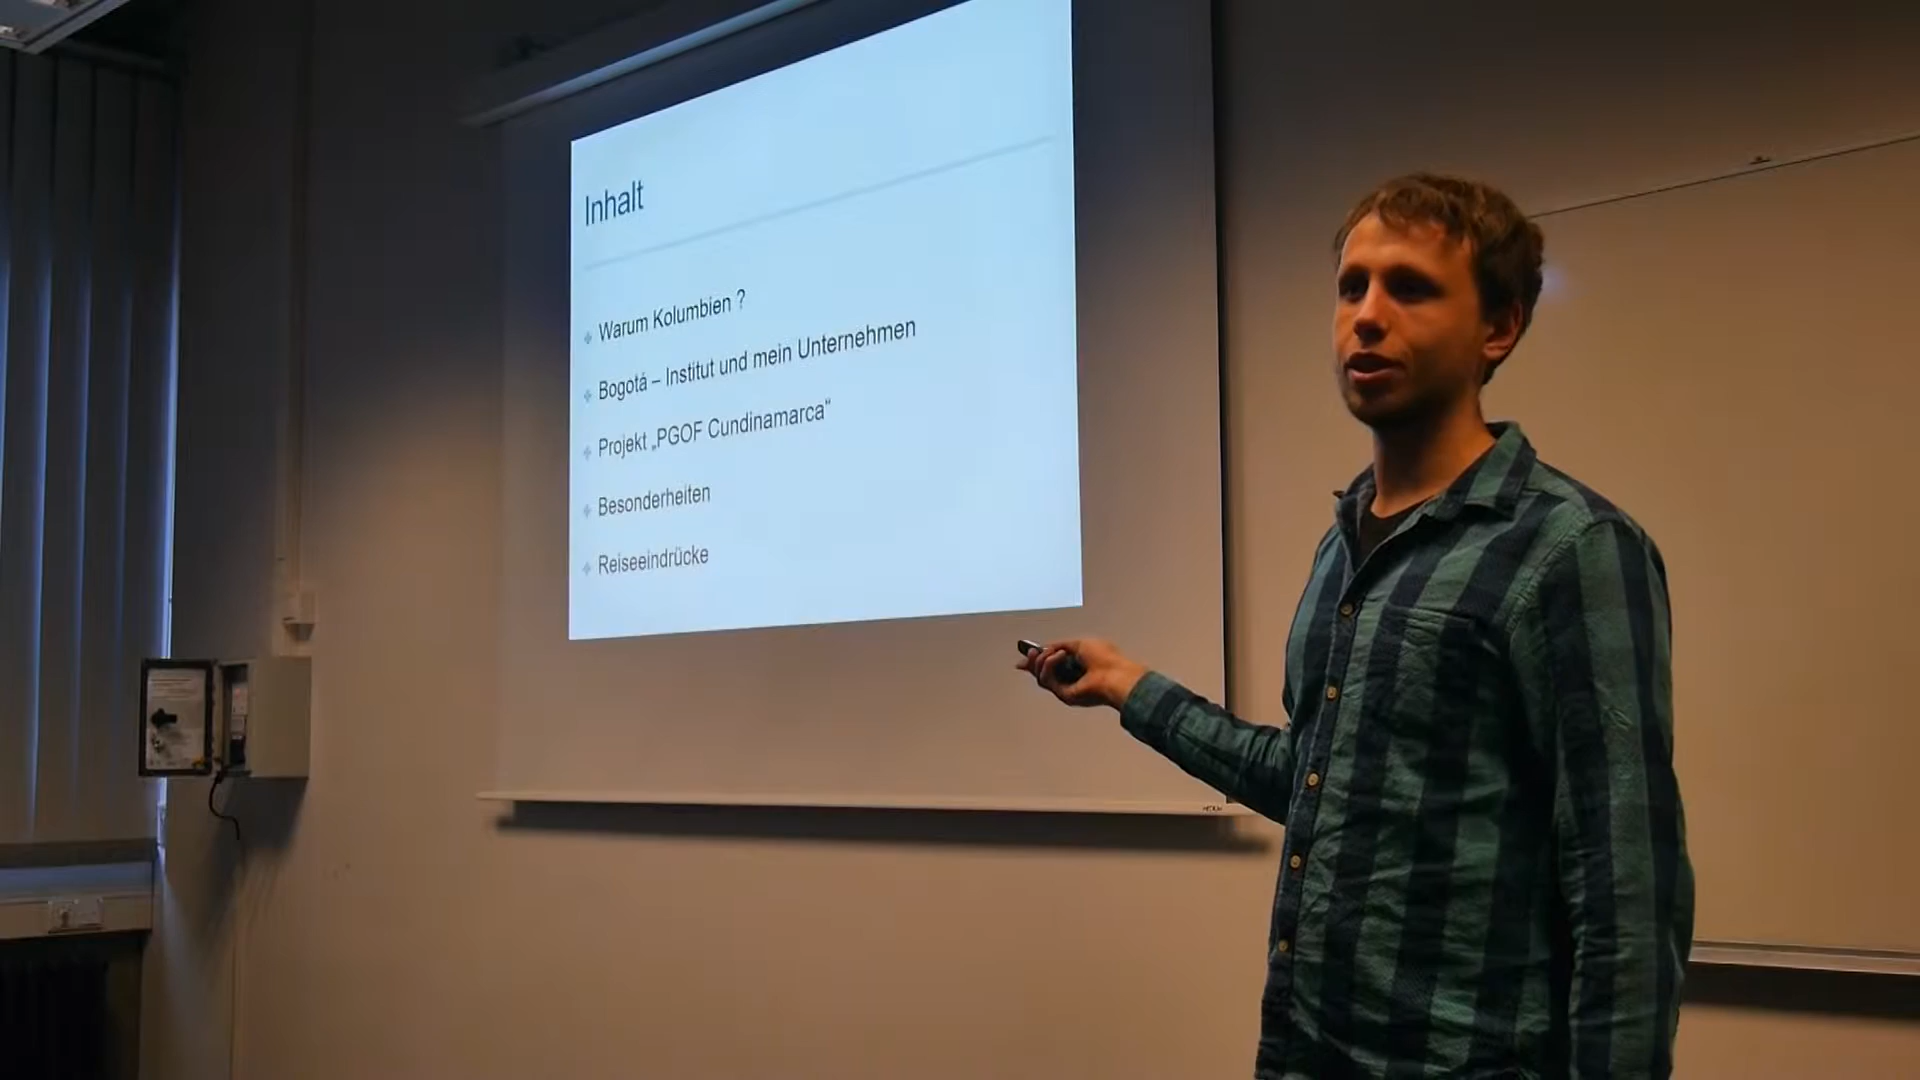 Inhalt
Warum Kolumbien ?
Bogotá – Institut und mein Unternehmen
Projekt „PGOF Cundinamarca“
Besonderheiten
Reiseeindrücke